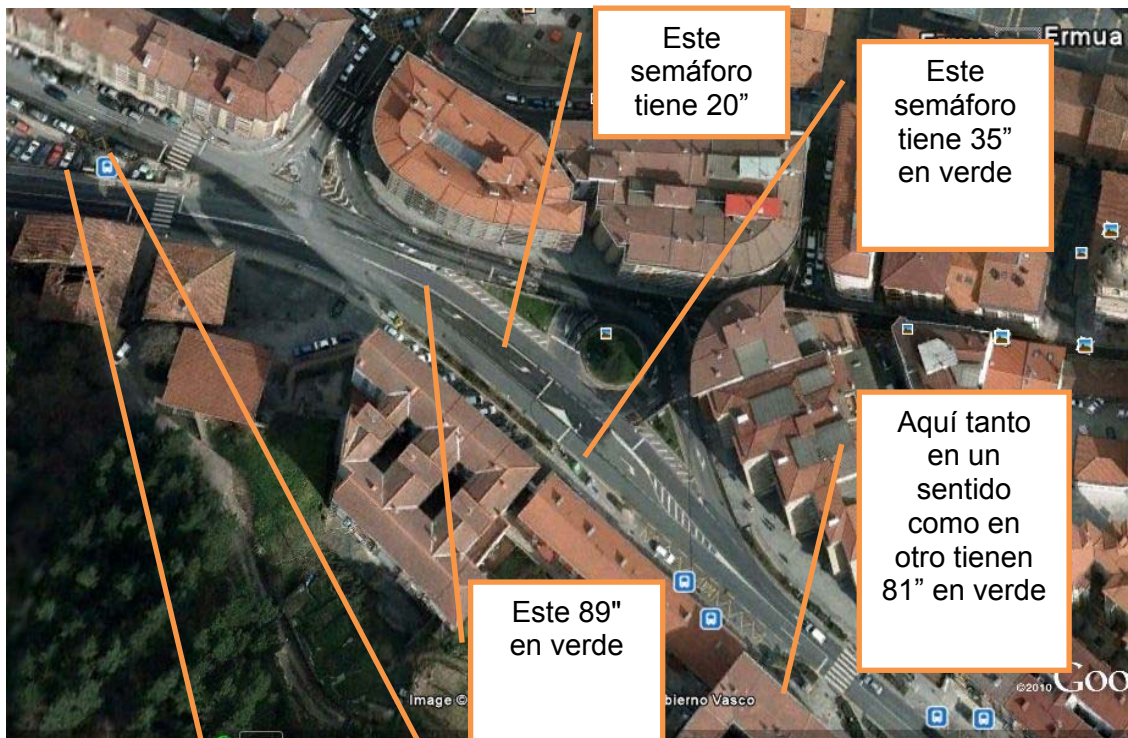 Este
semáforo
tiene 20”
Este
semáforo
tiene 35”
en verde
Ermua
Aquí tanto
en un
sentido
como en
otro tienen
81” en verde
Este 89"
en verde
Image ©
bierno Vasco
©2010 Goo